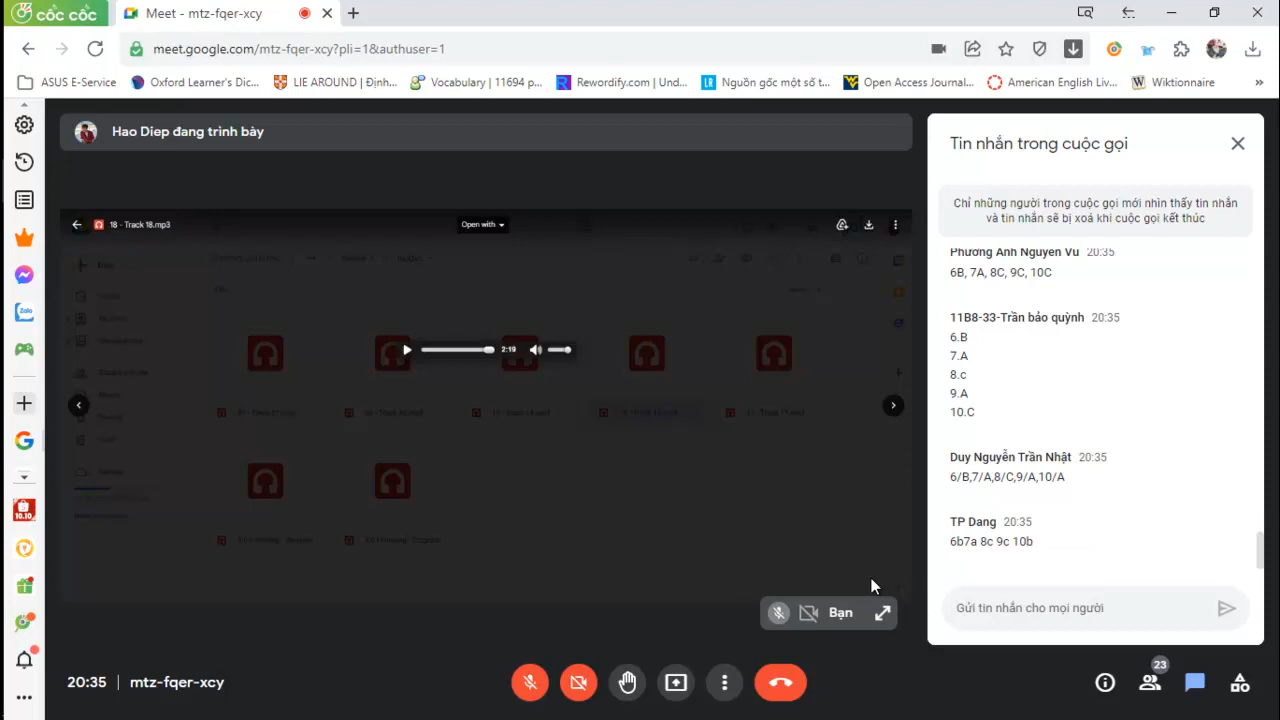 cốc cốc
Meet - mtz-fqer-xcy
meet.google.com/mtz-fqer-xcy?pli=1&authuser=1
ASUS E-Service
Oxford Learner's Dic...
LIE AROUND | Định...
Vocabulary | 11694 p...
Rewordify.com | Und...
Nguồn gốc một số t...
Open Access Journal...
American English Liv...
Wiktionnaire
»
Hao Diep đang trình bày
18 - Track 18.mp3
Open with
2:19
Zalo
10.10
Bạn
Tin nhắn trong cuộc gọi
Chỉ những người trong cuộc gọi mới nhìn thấy tin nhắn
và tin nhắn sẽ bị xoá khi cuộc gọi kết thúc
Phương Anh Nguyen Vu 20:35
6B, 7A, 8C, 9C, 10C
11B8-33-Trần bảo quỳnh 20:35
6.B
7.A
8.c
9.A
10.C
Duy Nguyễn Trần Nhật 20:35
6/B,7/A,8/C,9/A,10/A
TP Dang 20:35
6b7a 8c 9c 10b
Gửi tin nhắn cho mọi người
20:35 | mtz-fqer-xcy
23